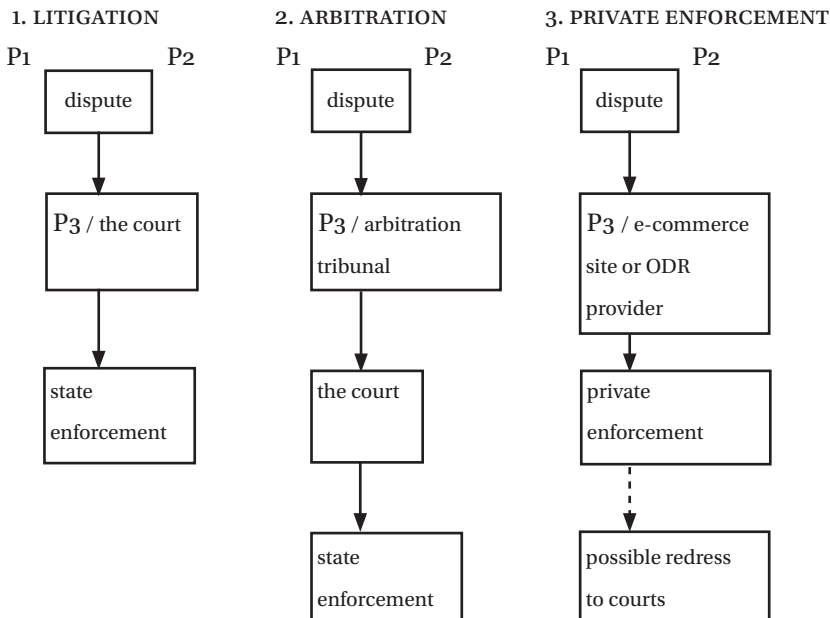 1. LITIGATION
P1 P2
dispute
P3 / the court
state
enforcement
2. ARBITRATION
P1 P2
dispute
P3 / arbitration
tribunal
the court
state
enforcement
3. PRIVATE ENFORCEMENT
P1 P2
dispute
P3 / e-commerce
site or ODR
provider
private
enforcement
possible redress
to courts